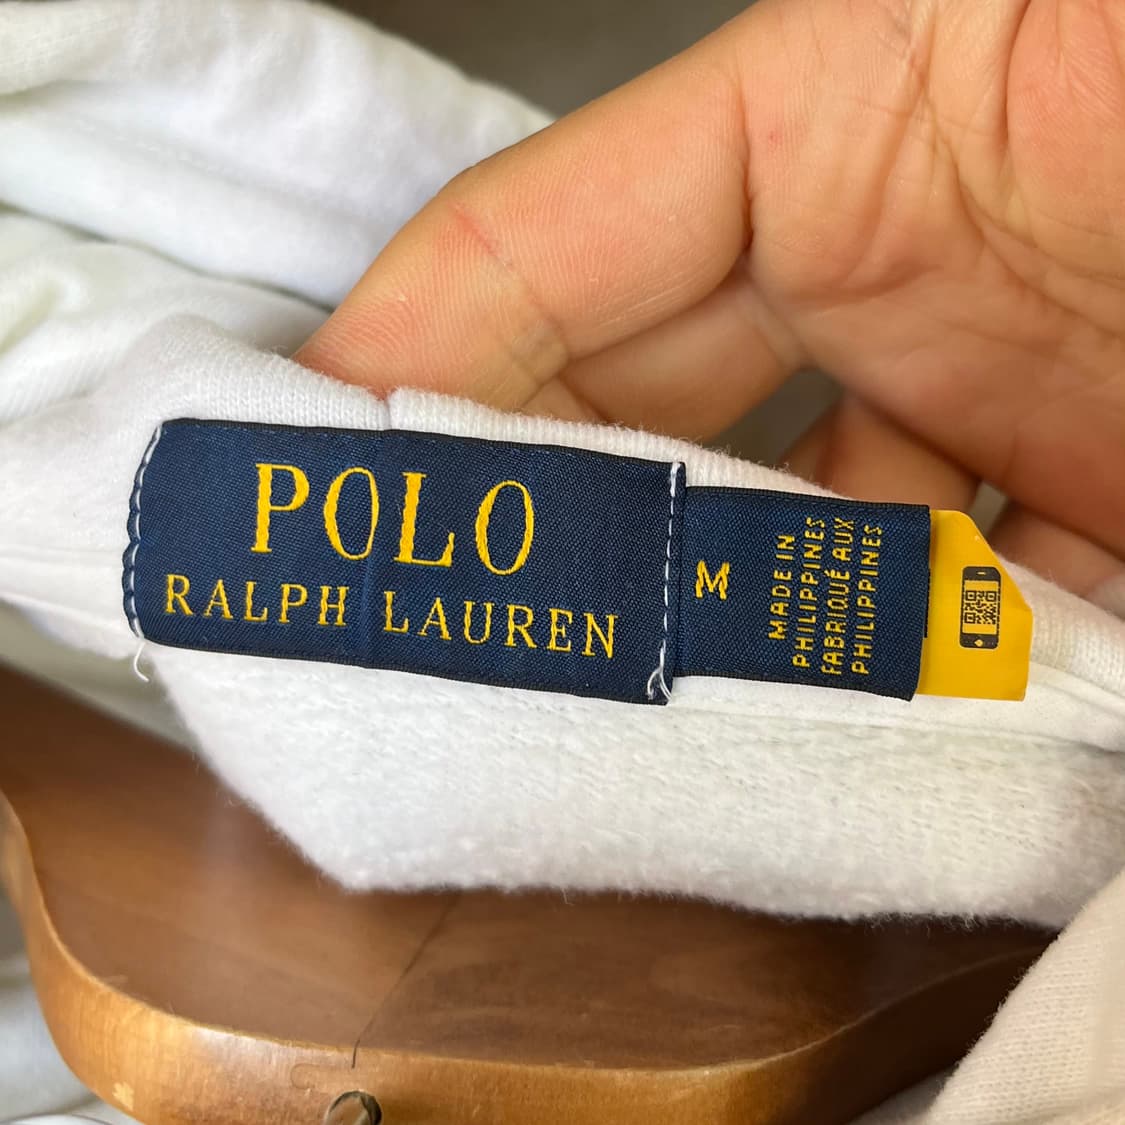 POLO
RALPH LAUREN
M
MADE IN
PHILIPPINES
FABRIQUÉ AUX
PHILIPPINES